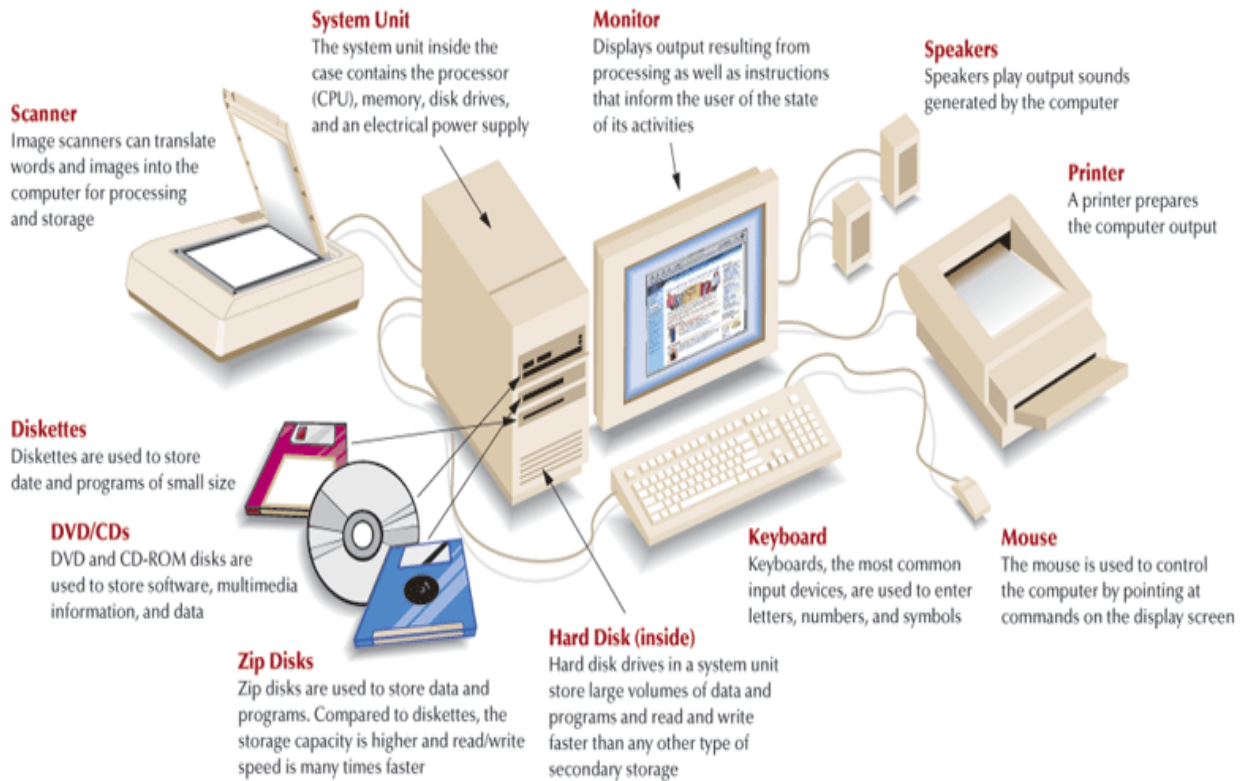 System Unit
The system unit inside the
case contains the processor
(CPU), memory, disk drives,
and an electrical power supply
Monitor
Displays output resulting from
processing as well as instructions
that inform the user of the state
of its activities
Speakers
Speakers play output sounds
generated by the computer
Scanner
Image scanners can translate
words and images into the
computer for processing
and storage
Printer
A printer prepares
the computer output
Diskettes
Diskettes are used to store
date and programs of small size
DVD/CDs
DVD and CD-ROM disks are
used to store software, multimedia
information, and data
Zip Disks
Zip disks are used to store data and
programs. Compared to diskettes, the
storage capacity is higher and read/write
speed is many times faster
Hard Disk (inside)
Hard disk drives in a system unit
store large volumes of data and
programs and read and write
faster than any other type of
secondary storage
Keyboard
Keyboards, the most common
input devices, are used to enter
letters, numbers, and symbols
Mouse
The mouse is used to control
the computer by pointing at
commands on the display screen